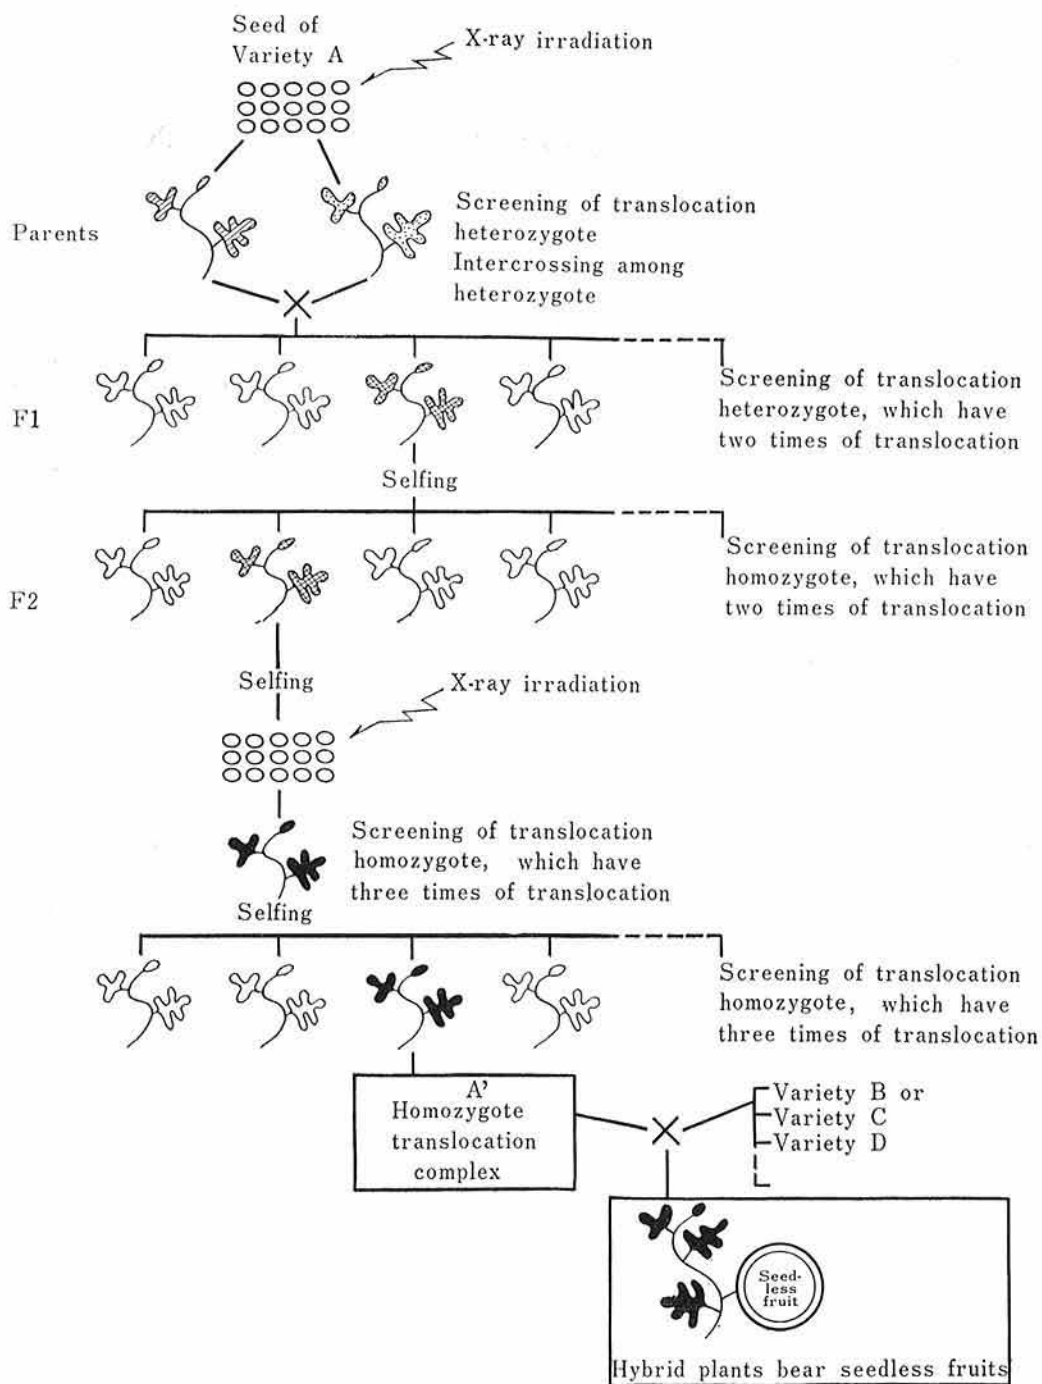 Seed of
Variety A
X-ray irradiation
Parents
Screening of translocation
heterozygote
Intercrossing among
heterozygote
F1
Screening of translocation
heterozygote, which have
two times of translocation
Selfing
F2
Screening of translocation
homozygote, which have
two times of translocation
Selfing
X-ray irradiation
Screening of translocation
homozygote, which have
three times of translocation
Selfing
Screening of translocation
homozygote, which have
three times of translocation
A'
Homozygote
translocation
complex
Variety B or
Variety C
Variety D
Seed-
less
fruit
Hybrid plants bear seedless fruits